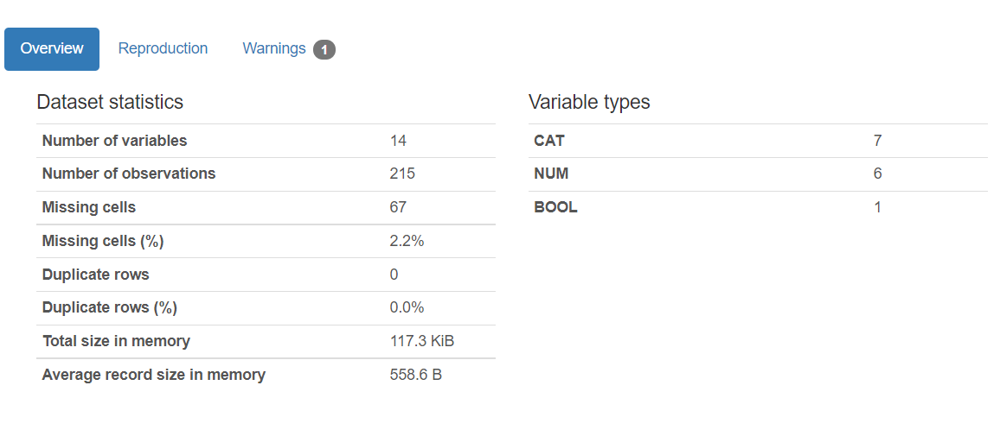 Overview Reproduction Warnings 1
Dataset statistics
Number of variables 14
Number of observations 215
Missing cells 67
Missing cells (%) 2.2%
Duplicate rows 0
Duplicate rows (%) 0.0%
Total size in memory 117.3 KiB
Average record size in memory 558.6 B
Variable types
CAT 7
NUM 6
BOOL 1